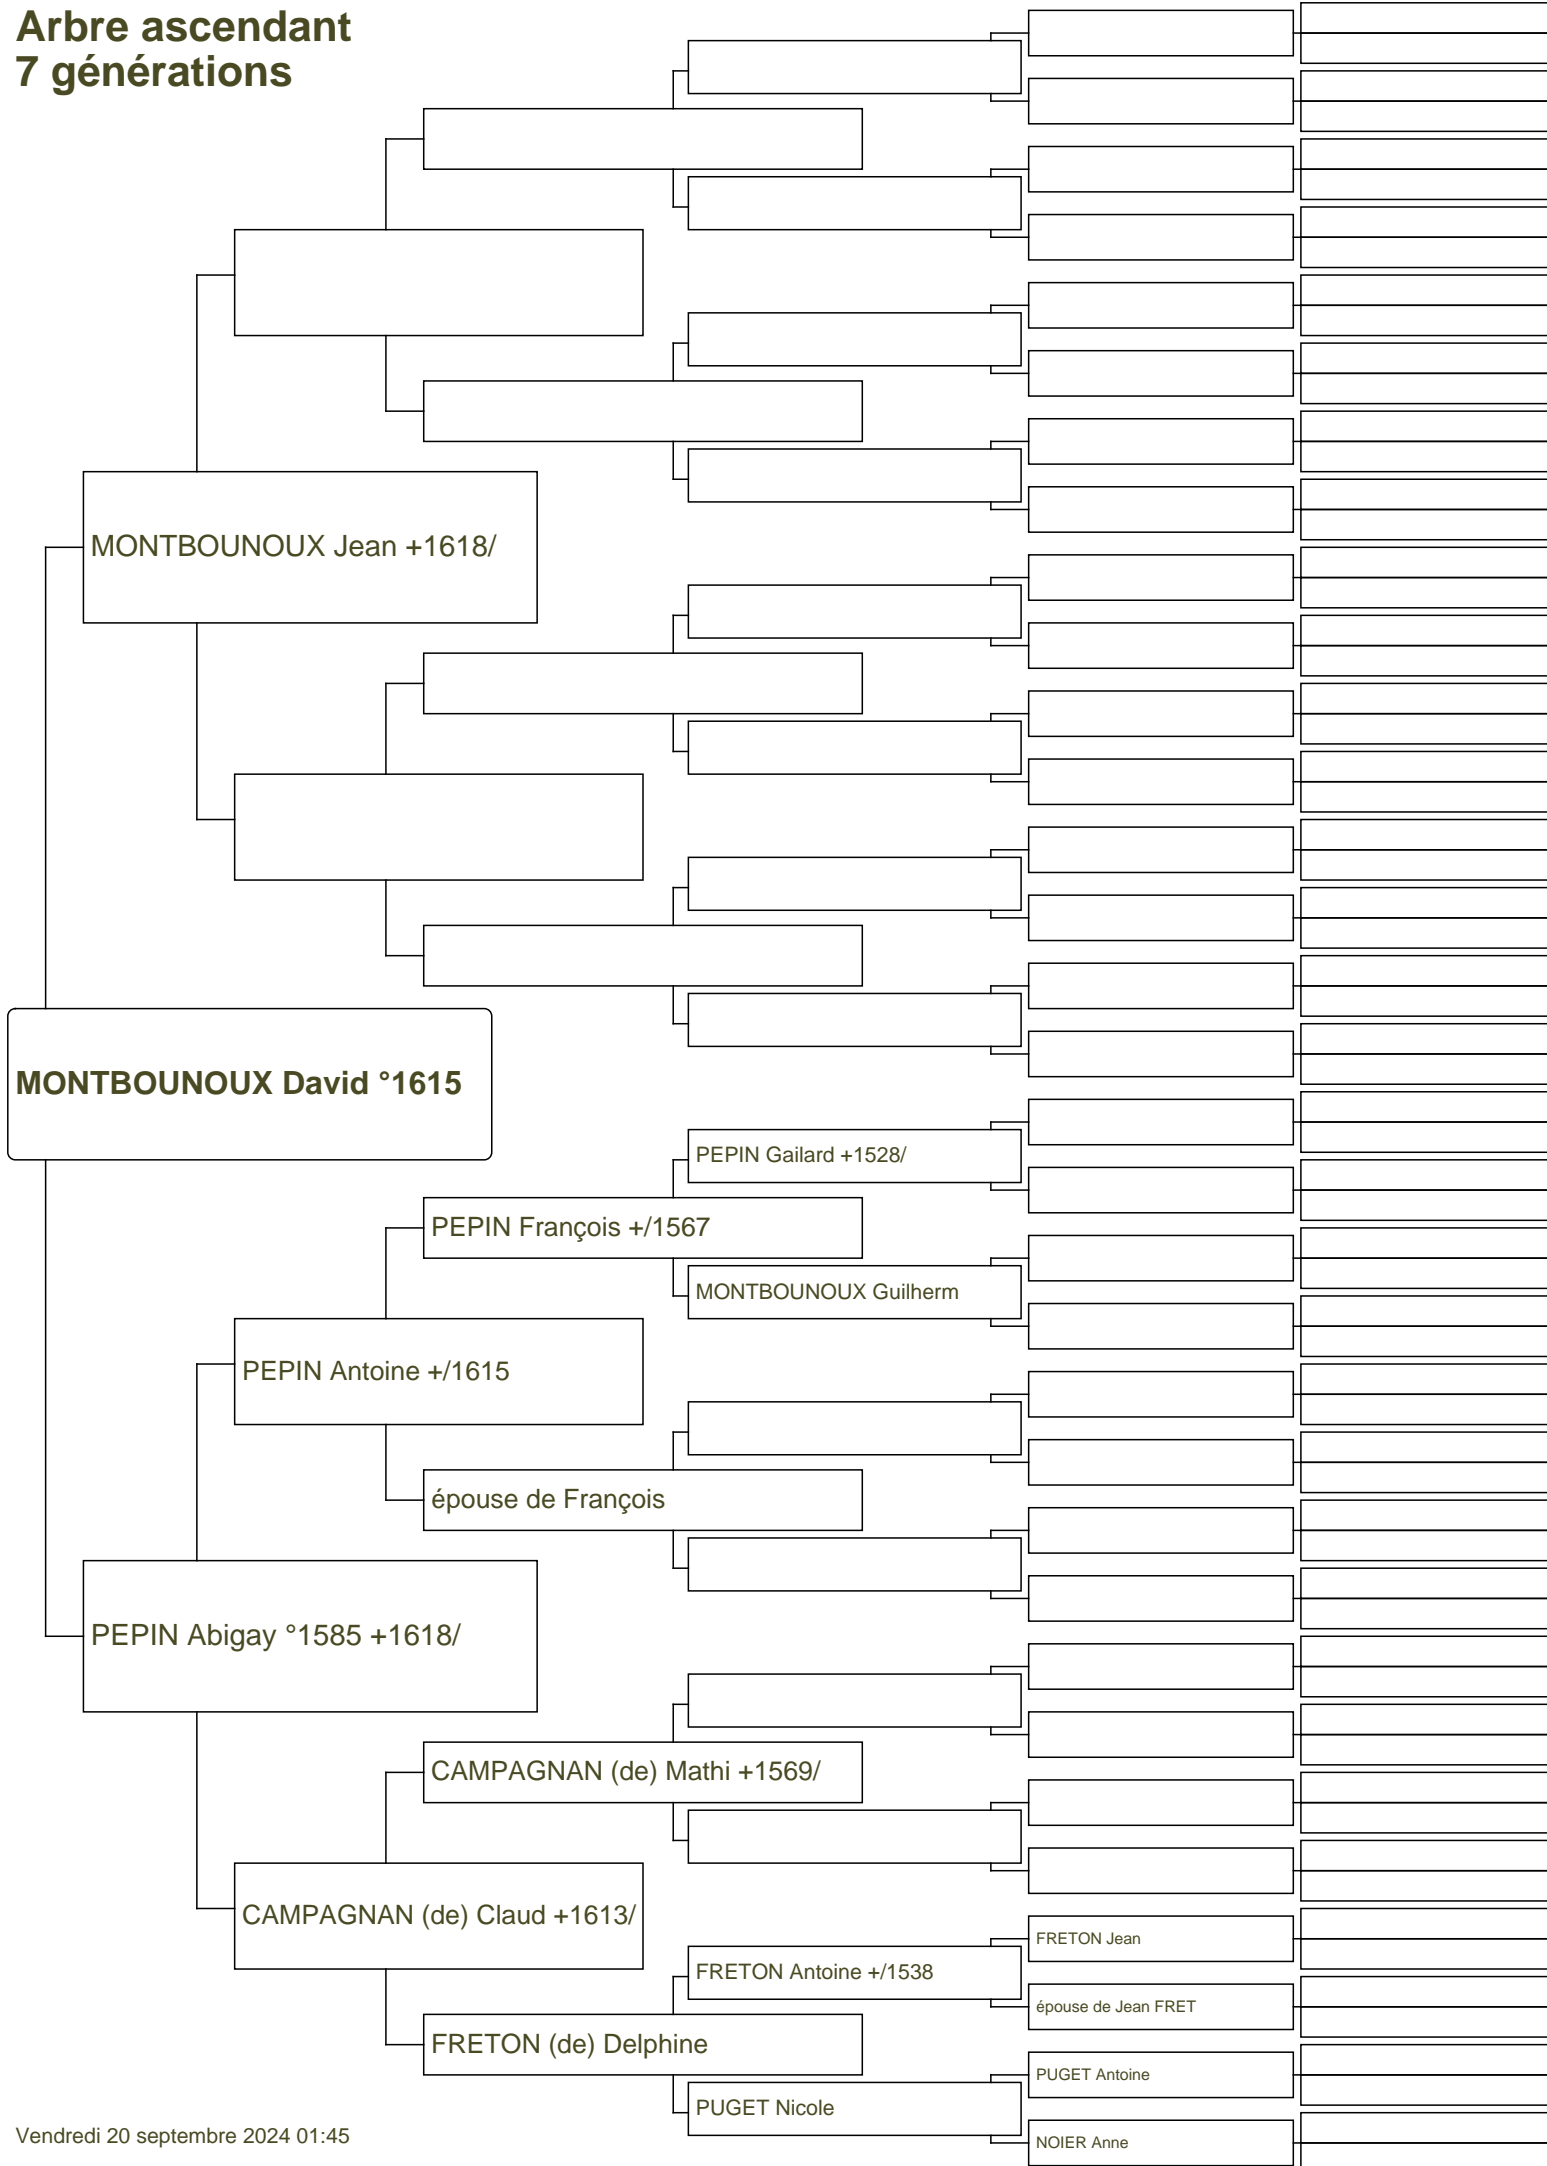 Arbre ascendant
7 générations
MONTBOUNOUX Jean +1618/
MONTBOUNOUX David °1615
PEPIN Gailard +1528/
PEPIN François +/1567
MONTBOUNOUX Guilherm
PEPIN Antoine +/1615
épouse de François
PEPIN Abigay °1585 +1618/
CAMPAGNAN (de) Mathi +1569/
CAMPAGNAN (de) Claud +1613/
FRETON Jean
FRETON Antoine +/1538
épouse de Jean FRET
FRETON (de) Delphine
PUGET Antoine
PUGET Nicole
NOIER Anne
Vendredi 20 septembre 2024 01:45